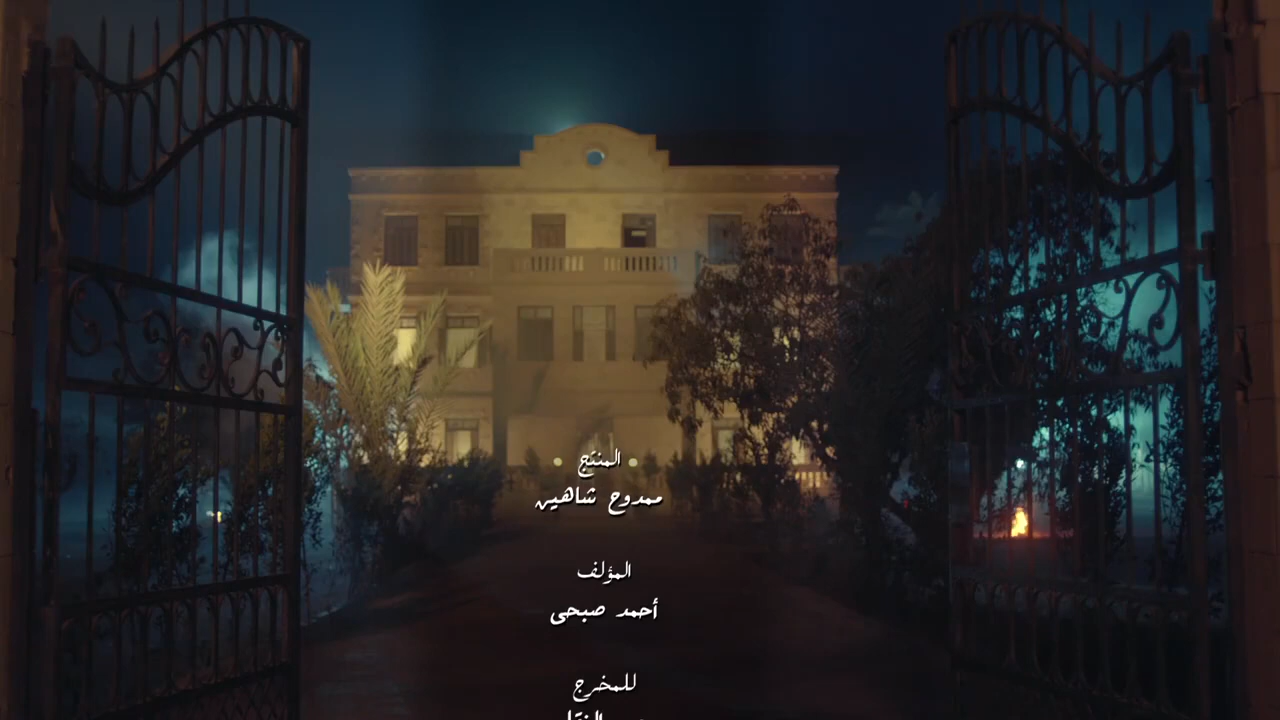 • المنتج •
ممدوح شاهين
المؤلف
أحمد صبحى
للمخرج